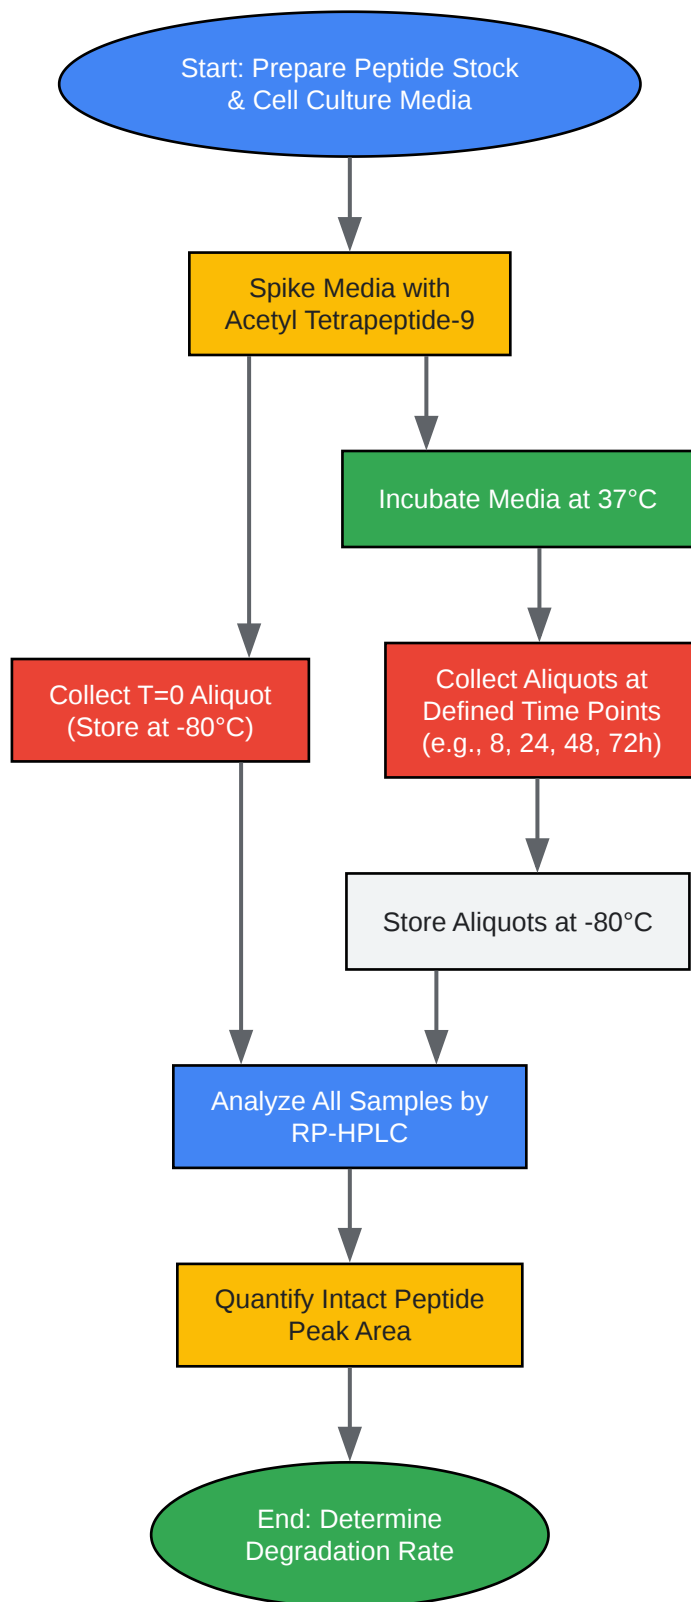 Start: Prepare Peptide Stock
& Cell Culture Media
Spike Media with
Acetyl Tetrapeptide-9
Incubate Media at 37°C
Collect T=0 Aliquot
(Store at -80°C)
Collect Aliquots at
Defined Time Points
(e.g., 8, 24, 48, 72h)
Store Aliquots at -80°C
Analyze All Samples by
RP-HPLC
Quantify Intact Peptide
Peak Area
End: Determine
Degradation Rate